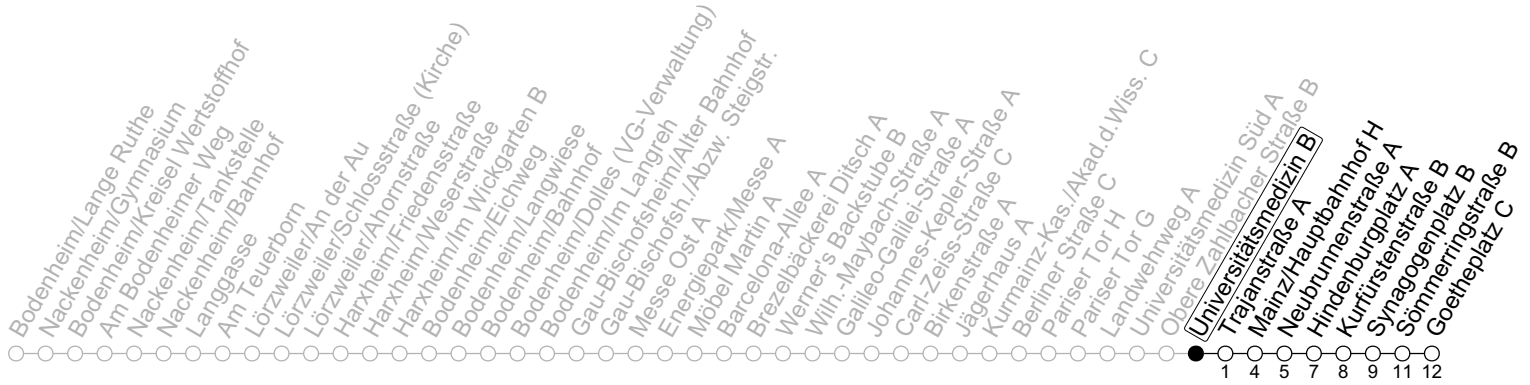 Bodenheim/Lange Ruthe
Nackenheim/Gymnasium
Bodenheim/Kreisel Wertstoffhof
Am Bodenheimer Weg
Nackenheim/Tankstelle
Nackenheim/Bahnhof
Langgasse
Am Teuerborn
Lörzweiler/An der Au
Lörzweiler/Schlossstraße (Kirche)
Lörzweiler/Ahornstraße
Harxheim/Friedensstraße
Harxheim/Weserstraße
Harxheim/Im Wickgarten B
Bodenheim/Eichweg
Bodenheim/Langwiese
Bodenheim/Bahnhof
Bodenheim/Dolles (VG-Verwaltung)
Bodenheim/Im Langreh
Gau-Bischofsheim/Alter Bahnhof
Gau-Bischofsh./Abzw. Steigstr.
Messe Ost A
Energiepark/Messe A
Möbel Martin A
Barcelona-Allee A
Brezelbäckerei Ditsch A
Werner's Backstube B
Wilh.-Maybach-Straße A
Galileo-Galilei-Straße A
Johannes-Kepler-Straße A
Carl-Zeiss-Straße C
Birkenstraße A
Jägerhaus A
Kurmainz-Kas./Akad.d.Wiss. C
Berliner Straße C
Pariser Tor H
Pariser Tor G
Landwehrweg A
Universitätsmedizin Süd A
Obere Zahlbacher Straße B
Universitätsmedizin B
Trajanstraße A
Mainz/Hauptbahnhof H
Neubrunnenstraße A
Hindenburgplatz A
Kurfürstenstraße B
Synagogenplatz B
Sömmerringstraße B
Goetheplatz C
1 4 5 7 8 9 11 12